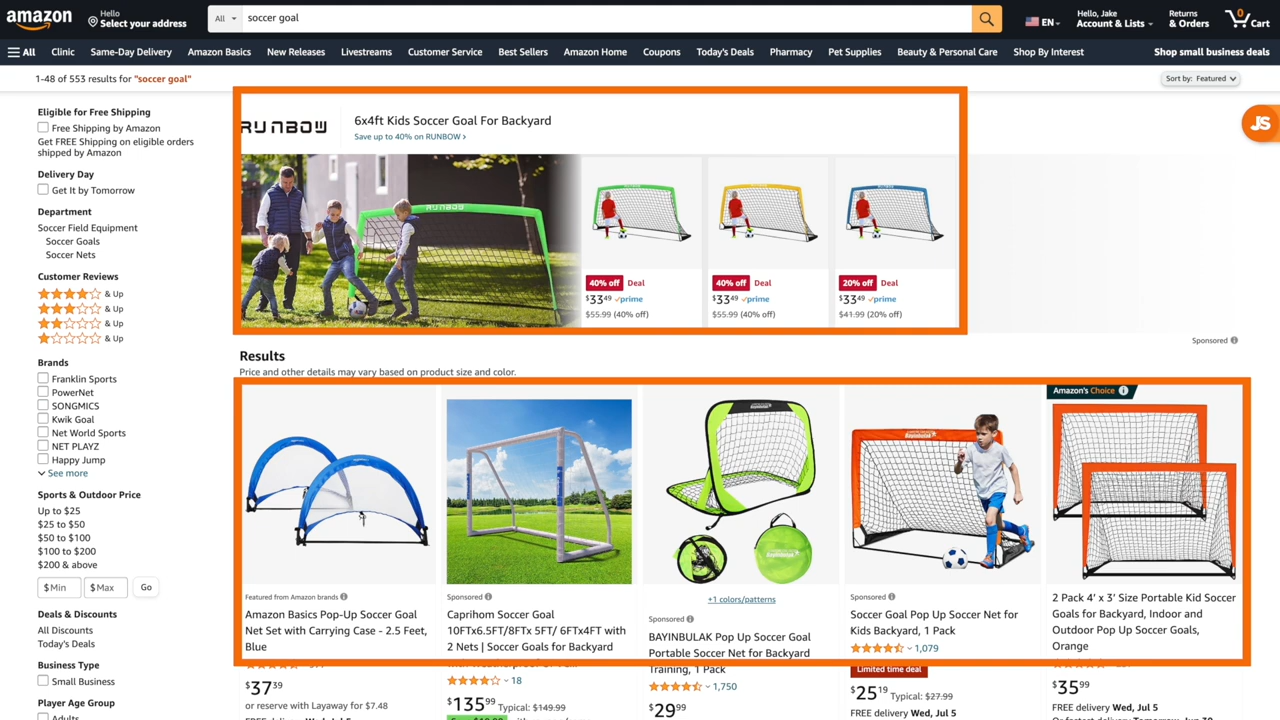 amazon
Hello
Select your address
All
soccer goal
EN
Hello, Jake
Account & Lists
Returns
& Orders
0
Cart
All
Clinic
Same-Day Delivery
Amazon Basics
New Releases
Livestreams
Customer Service
Best Sellers
Amazon Home
Coupons
Today's Deals
Pharmacy
Pet Supplies
Beauty & Personal Care
Shop By Interest
Shop small business deals
1-48 of 553 results for "soccer goal"
Sort by: Featured
JS
Eligible for Free Shipping
Free Shipping by Amazon
Get FREE Shipping on eligible orders
shipped by Amazon
Delivery Day
Get It by Tomorrow
Department
Soccer Field Equipment
Soccer Goals
Soccer Nets
Customer Reviews
& Up
& Up
& Up
& Up
Brands
Franklin Sports
PowerNet
SONGMICS
Kwik Goal
Net World Sports
NET PLAYZ
Happy Jump
See more
Sports & Outdoor Price
Up to $25
$25 to $50
$50 to $100
$100 to $200
$200 & above
$ Min
$ Max
Go
Deals & Discounts
All Discounts
Today's Deals
Business Type
Small Business
Player Age Group
Adults
RUNBOW
6x4ft Kids Soccer Goal For Backyard
Save up to 40% on RUNBOW
RUNBOW
40% off Deal
$33.49 prime
$55.99 (40% off)
40% off Deal
$33.49 prime
$55.99 (40% off)
20% off Deal
$33.49 prime
$41.99 (20% off)
Sponsored
Results
Price and other details may vary based on product size and color.
Featured from Amazon brands
Amazon Basics Pop-Up Soccer Goal
Net Set with Carrying Case - 2.5 Feet,
Blue
$37.39
or reserve with Layaway for $7.48
Sponsored
Caprihom Soccer Goal
10FTx6.5FT/8FTx 5FT/ 6FTx4FT with
2 Nets | Soccer Goals for Backyard
18
$135.99 Typical: $149.99
+1 colors/patterns
Sponsored
BAYINBULAK Pop Up Soccer Goal
Portable Soccer Net for Backyard
Training, 1 Pack
1,750
$29.99
Sponsored
Soccer Goal Pop Up Soccer Net for
Kids Backyard, 1 Pack
1,079
Limited time deal
$25.19 Typical: $27.99
FREE delivery Wed, Jul 5
Amazon's Choice
2 Pack 4' x 3' Size Portable Kid Soccer
Goals for Backyard, Indoor and
Outdoor Pop Up Soccer Goals,
Orange
$35.99
FREE delivery Wed, Jul 5